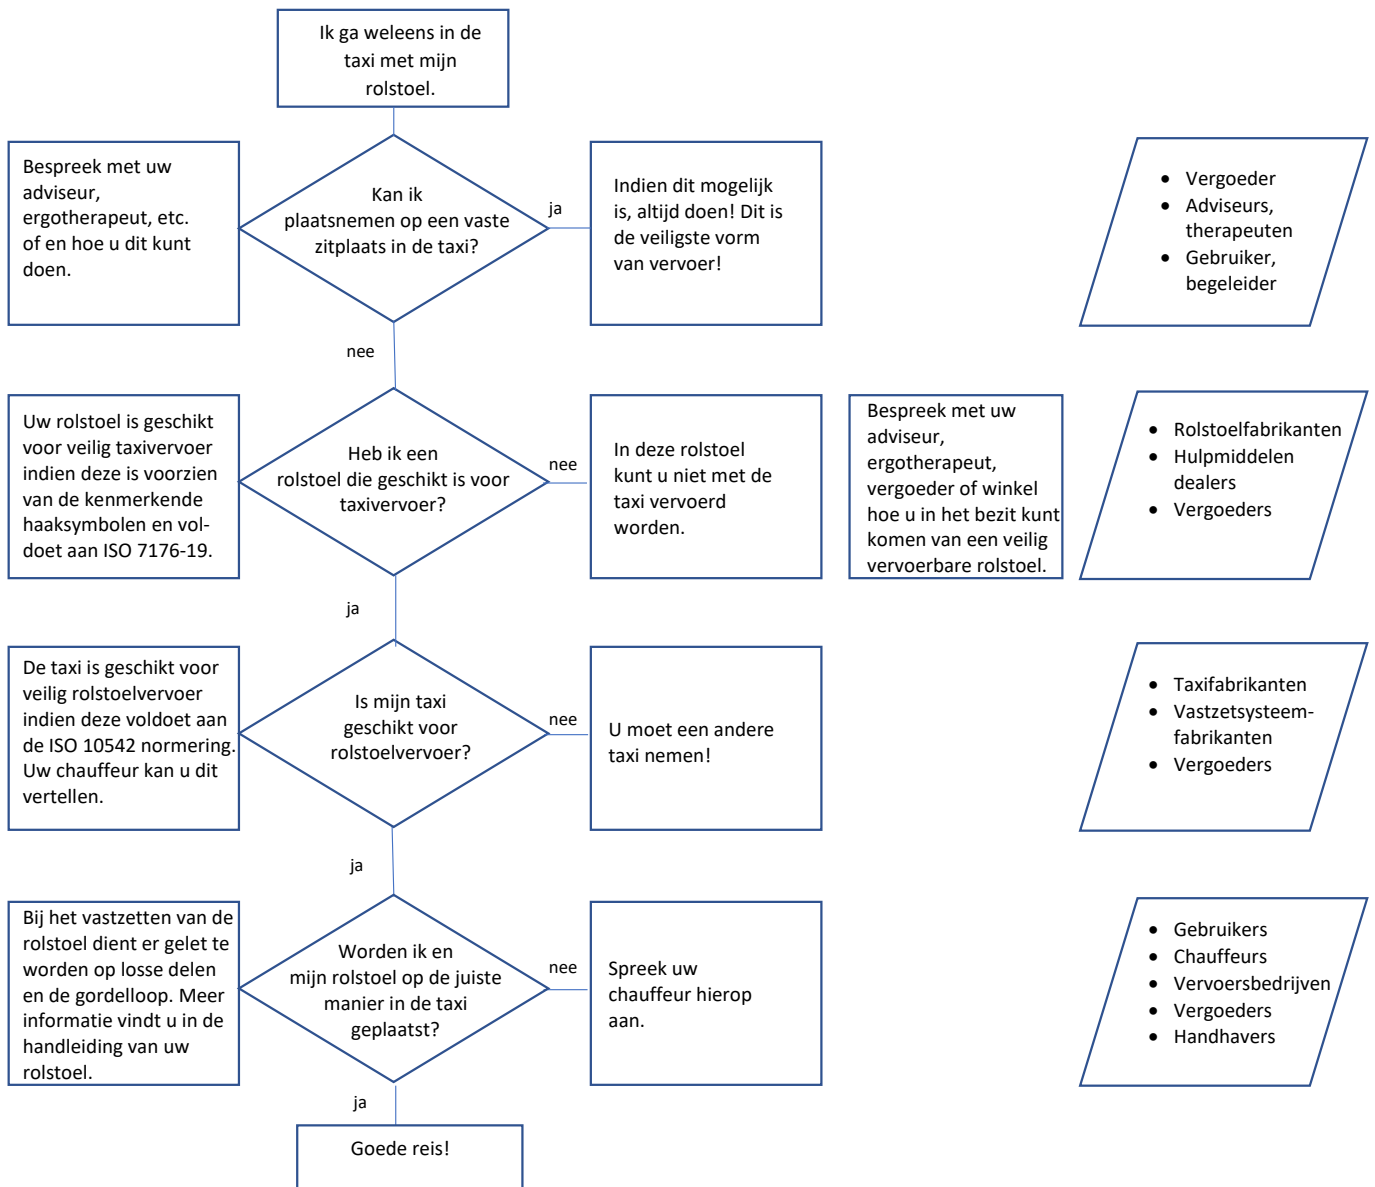 Ik ga weleens in de
taxi met mijn
rolstoel.
Bespreek met uw
adviseur,
ergotherapeut, etc.
of en hoe u dit kunt
doen.
Kan ik
plaatsnemen op een vaste
zitplaats in de taxi?
ja
Indien dit mogelijk
is, altijd doen! Dit is
de veiligste vorm
van vervoer!
• Vergoeder
• Adviseurs,
therapeuten
• Gebruiker,
begeleider
nee
Uw rolstoel is geschikt
voor veilig taxivervoer
indien deze is voorzien
van de kenmerkende
haaksymbolen en vol-
doet aan ISO 7176-19.
Heb ik een
rolstoel die geschikt is voor
taxivervoer?
nee
In deze rolstoel
kunt u niet met de
taxi vervoerd
worden.
Bespreek met uw
adviseur,
ergotherapeut,
vergoeder of winkel
hoe u in het bezit kunt
komen van een veilig
vervoerbare rolstoel.
• Rolstoelfabrikanten
• Hulpmiddelen
dealers
• Vergoeders
ja
De taxi is geschikt voor
veilig rolstoelvervoer
indien deze voldoet aan
de ISO 10542 normering.
Uw chauffeur kan u dit
vertellen.
Is mijn taxi
geschikt voor
rolstoelvervoer?
nee
U moet een andere
taxi nemen!
• Taxifabrikanten
• Vastzetsysteem-
fabrikanten
• Vergoeders
ja
Bij het vastzetten van de
rolstoel dient er gelet te
worden op losse delen
en de gordelloop. Meer
informatie vindt u in de
handleiding van uw
rolstoel.
Worden ik en
mijn rolstoel op de juiste
manier in de taxi
geplaatst?
nee
Spreek uw
chauffeur hierop
aan.
• Gebruikers
• Chauffeurs
• Vervoersbedrijven
• Vergoeders
• Handhavers
ja
Goede reis!